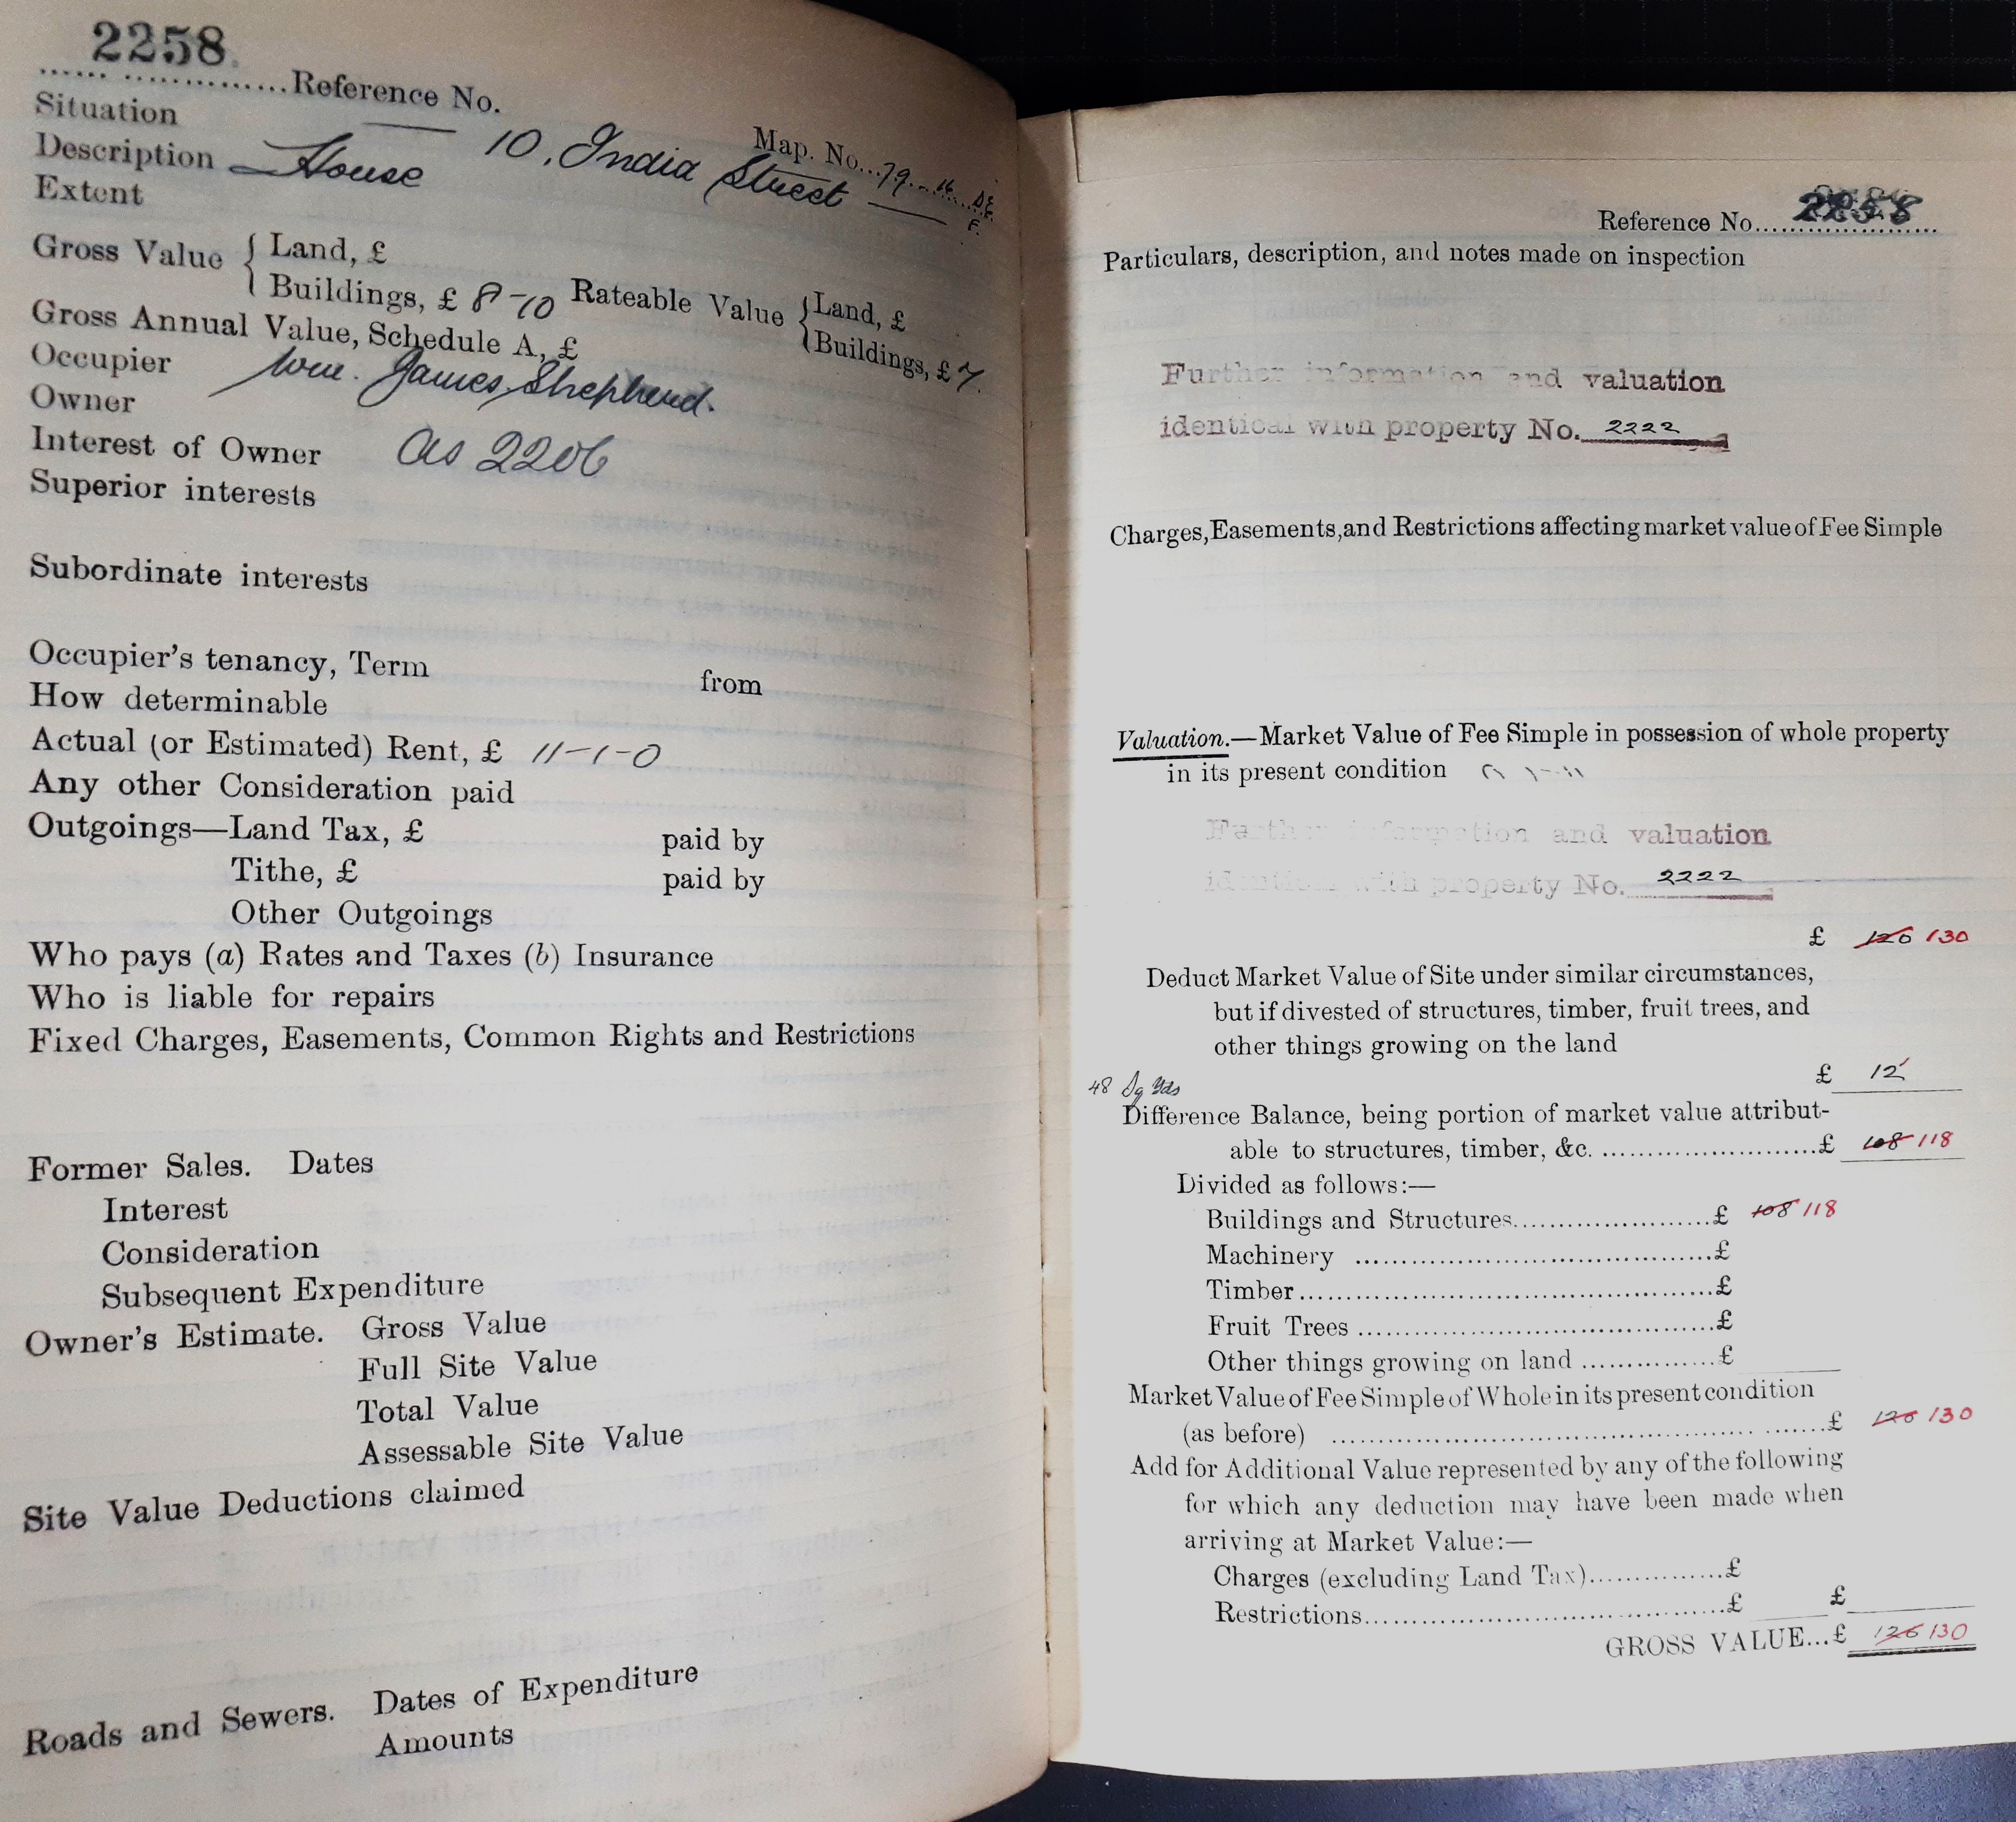 2258
...... ..............Reference No.
Map. No...79...16...
Situation
Description House 10, India Street
Extent
Gross Value { Land, £
Buildings, £ 8-10 Rateable Value { Land, £
Buildings, £ 7.
Gross Annual Value, Schedule A, £
Occupier Wm. James Shepherd.
Owner
Interest of Owner as 2206
Superior interests
Subordinate interests
Occupier's tenancy, Term from
How determinable
Actual (or Estimated) Rent, £ 11-1-0
Any other Consideration paid
Outgoings—Land Tax, £ paid by
Tithe, £ paid by
Other Outgoings
Who pays (a) Rates and Taxes (b) Insurance
Who is liable for repairs
Fixed Charges, Easements, Common Rights and Restrictions
Former Sales. Dates
Interest
Consideration
Subsequent Expenditure
Owner's Estimate. Gross Value
Full Site Value
Total Value
Assessable Site Value
Site Value Deductions claimed
Roads and Sewers. Dates of Expenditure
Amounts
Reference No. 2258
Particulars, description, and notes made on inspection
Further information and valuation
identical with property No. 2222
Charges, Easements, and Restrictions affecting market value of Fee Simple
Valuation.—Market Value of Fee Simple in possession of whole property
in its present condition
Further information and valuation
identical with property No. 2222
£ 120 130
Deduct Market Value of Site under similar circumstances,
but if divested of structures, timber, fruit trees, and
other things growing on the land
£ 12
48 Sq Yds
Difference Balance, being portion of market value attribut-
able to structures, timber, &c. ........................£ 108 118
Divided as follows:—
Buildings and Structures.....................£ 108 118
Machinery ......................................£
Timber............................................£
Fruit Trees ......................................£
Other things growing on land ...............£
Market Value of Fee Simple of Whole in its present condition
(as before) .....................................................£ 120 130
Add for Additional Value represented by any of the following
for which any deduction may have been made when
arriving at Market Value:—
Charges (excluding Land Tax)...............£
Restrictions.........................................£ £
GROSS VALUE...£ 120 130